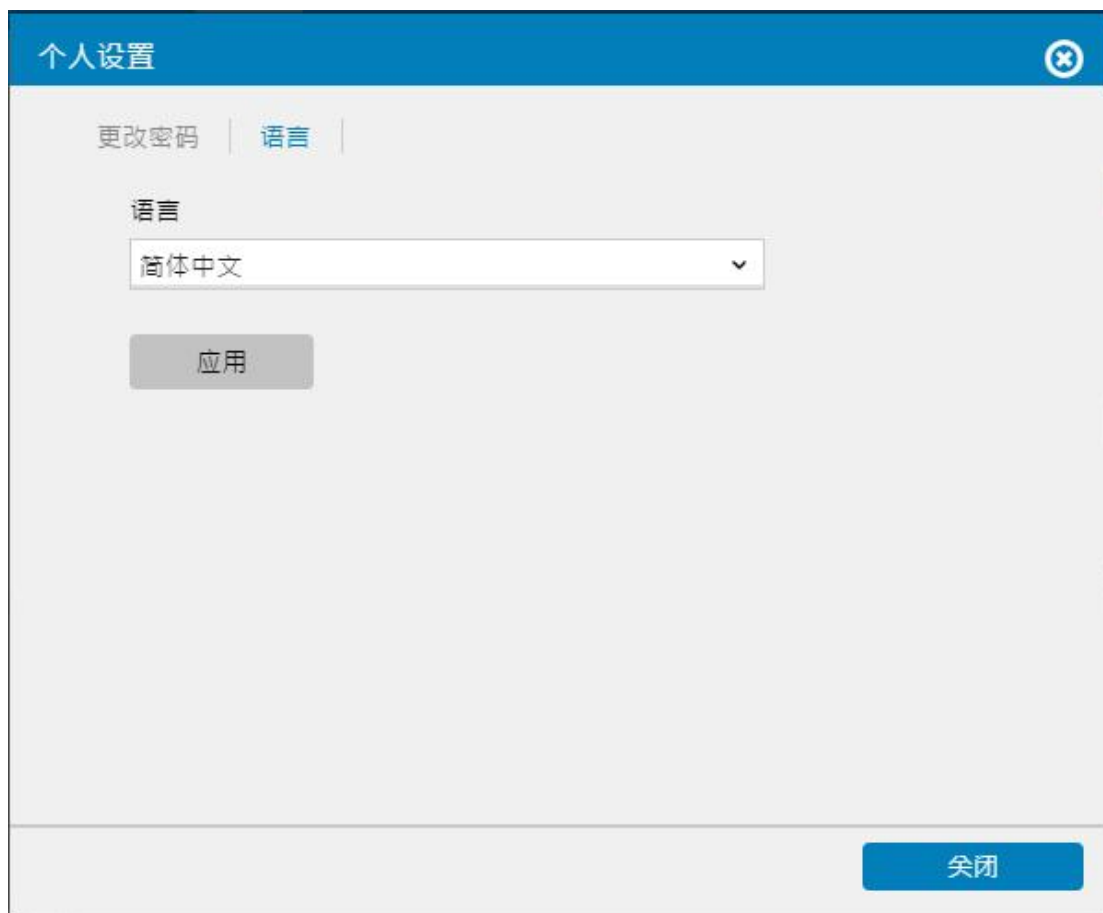 个人设置
更改密码 语言
语言
简体中文
应用
关闭